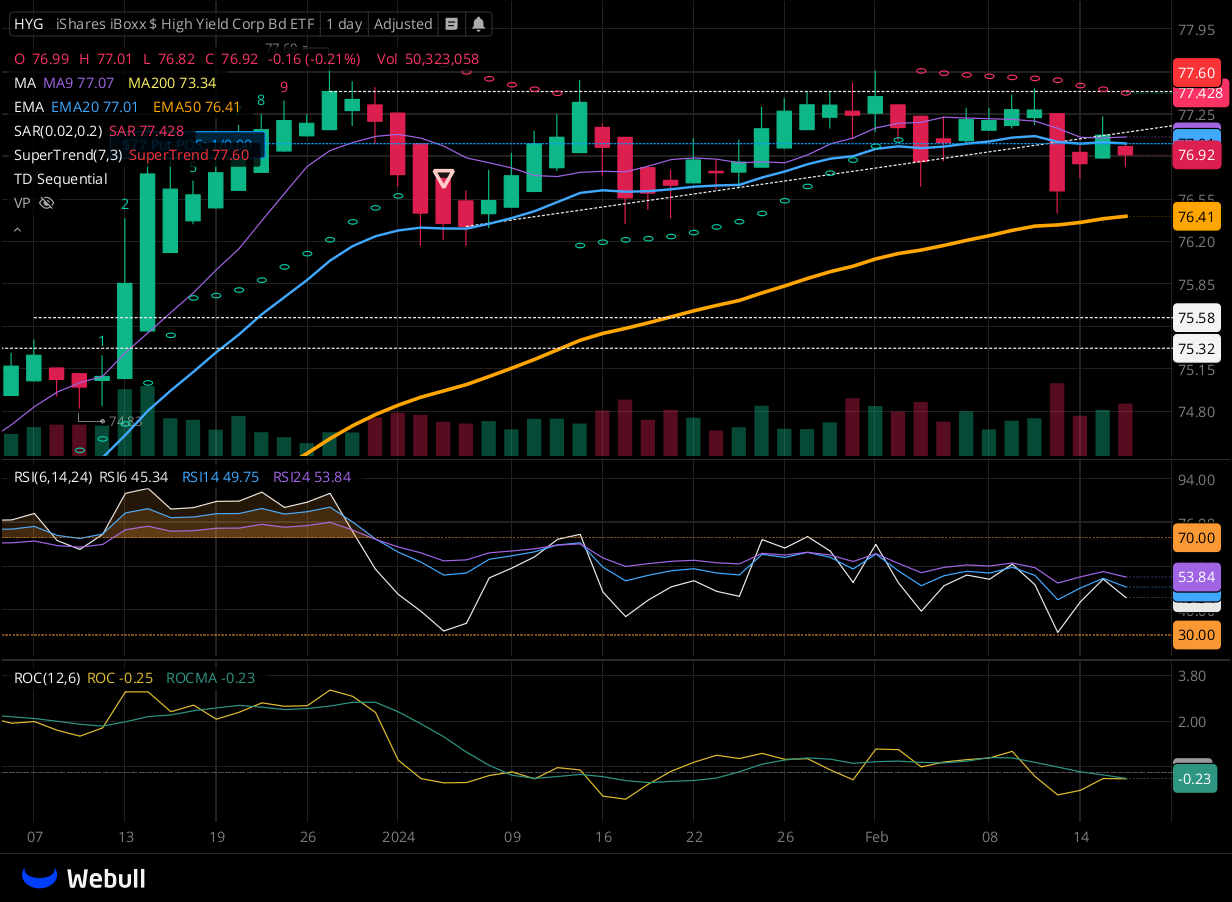 HYG iShares iBoxx $ High Yield Corp Bd ETF 1 day Adjusted
77.69
O 76.99 H 77.01 L 76.82 C 76.92 -0.16 (-0.21%) Vol 50,323,058
MA MA9 77.07 MA200 73.34
EMA EMA20 77.01 EMA50 76.41
SAR(0.02,0.2) SAR 77.428
SuperTrend(7,3) SuperTrend 77.60
TD Sequential
VP
9
8
5
2
1
74.83
77.95
77.60
77.428
77.25
76.92
76.55
76.41
76.20
75.85
75.58
75.32
75.15
74.80
RSI(6,14,24) RSI6 45.34 RSI14 49.75 RSI24 53.84
94.00
76.00
70.00
53.84
30.00
ROC(12,6) ROC -0.25 ROCMA -0.23
3.80
2.00
-0.23
07 13 19 26 2024 09 16 22 26 Feb 08 14
Webull